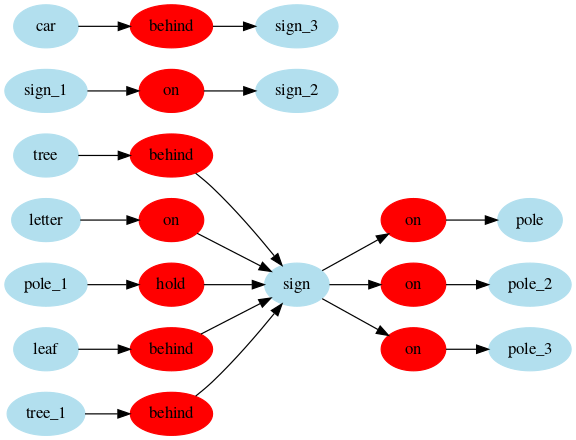 car behind sign_3
sign_1 on sign_2
tree behind
letter on on pole
pole_1 hold sign on pole_2
leaf behind on pole_3
tree_1 behind